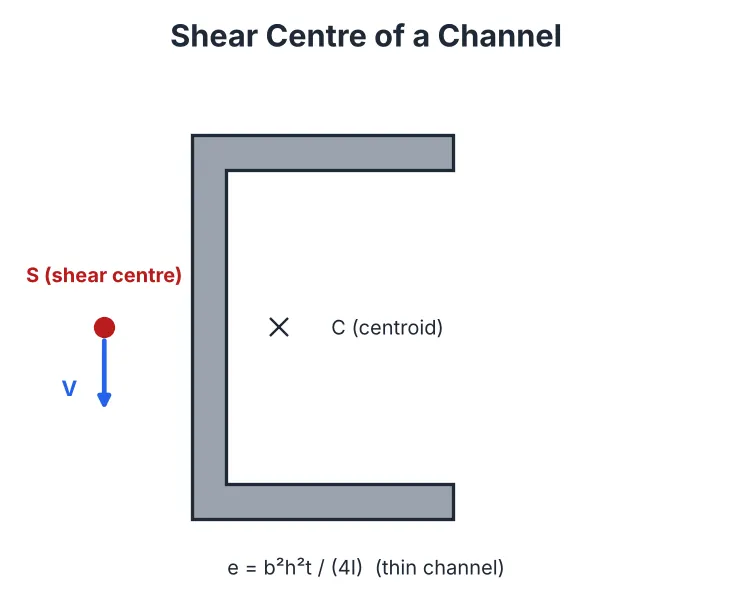 Shear Centre of a Channel
S (shear centre)
C (centroid)
V
e = b²h²t / (4I) (thin channel)